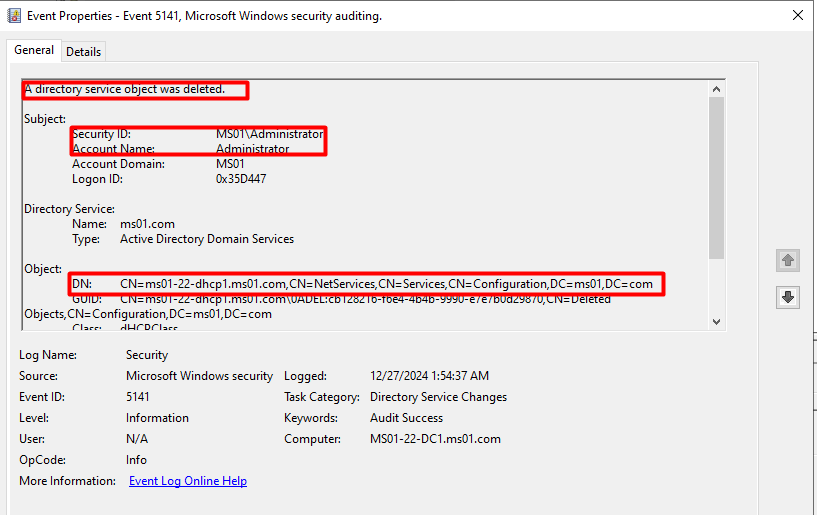 Event Properties - Event 5141, Microsoft Windows security auditing.
General Details
A directory service object was deleted.
Subject:
Security ID: MS01\Administrator
Account Name: Administrator
Account Domain: MS01
Logon ID: 0x35D447
Directory Service:
Name: ms01.com
Type: Active Directory Domain Services
Object:
DN: CN=ms01-22-dhcp1.ms01.com,CN=NetServices,CN=Services,CN=Configuration,DC=ms01,DC=com
GUID: CN=ms01-22-dhcp1.ms01.com\0ADEL:cb128216-f6e4-4b4b-9990-e7e7b0d29870,CN=Deleted
Objects,CN=Configuration,DC=ms01,DC=com
Class: dHCPClass
Log Name: Security
Source: Microsoft Windows security Logged: 12/27/2024 1:54:37 AM
Event ID: 5141 Task Category: Directory Service Changes
Level: Information Keywords: Audit Success
User: N/A Computer: MS01-22-DC1.ms01.com
OpCode: Info
More Information: Event Log Online Help